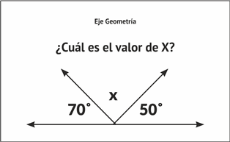 Eje Geometría
¿Cuál es el valor de X?
x
70° 50°